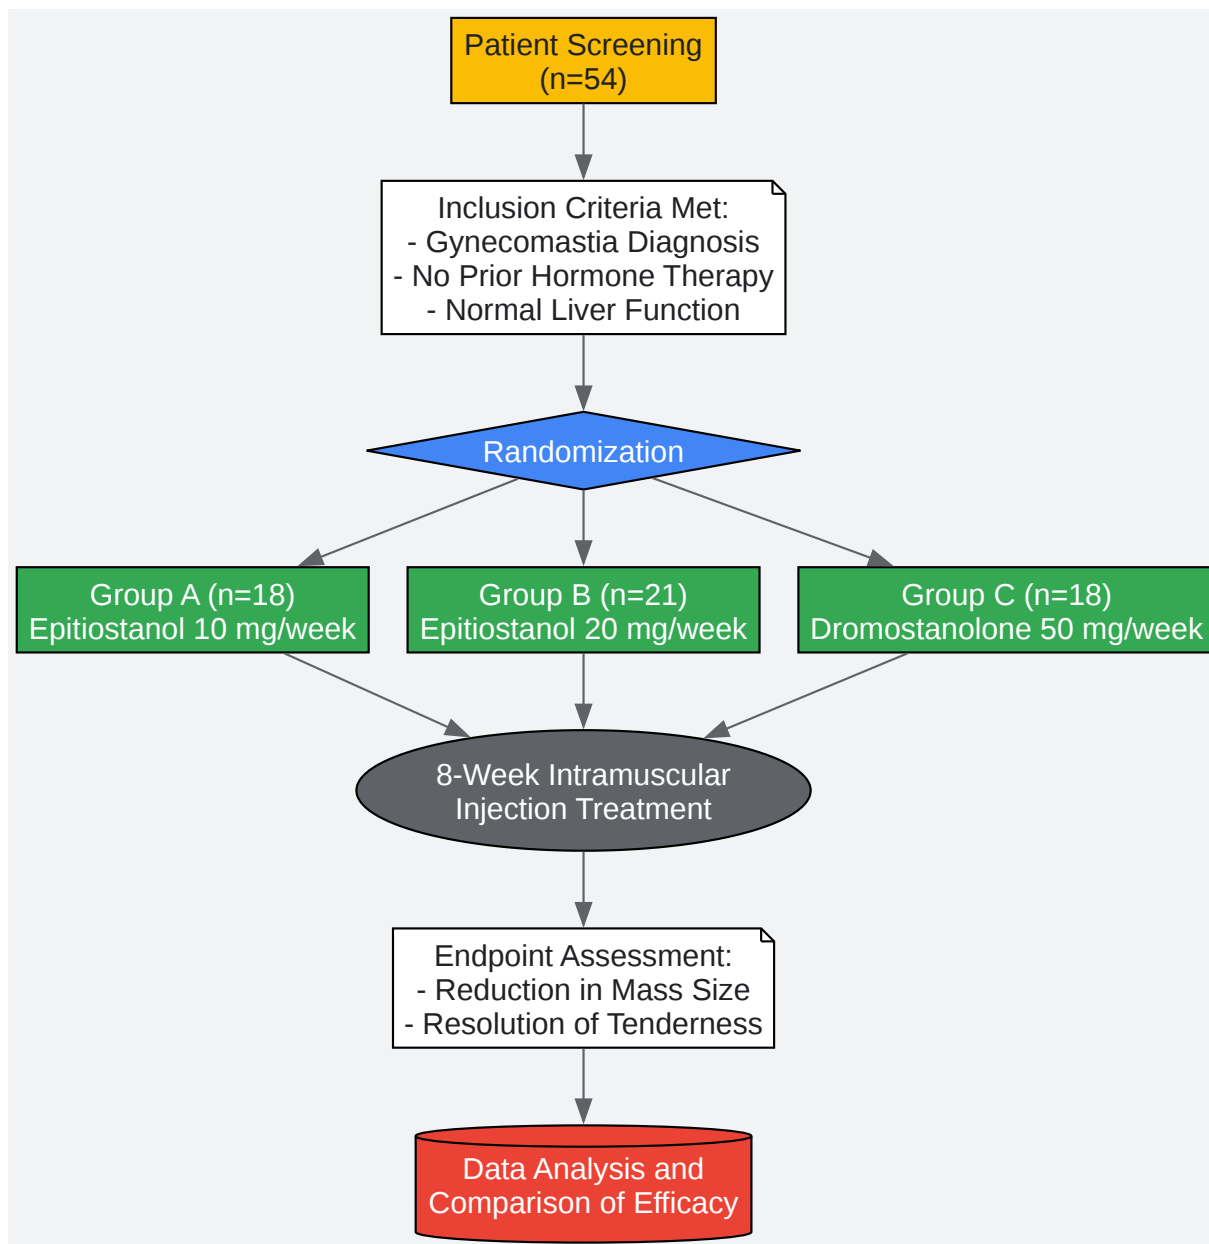 Patient Screening
(n=54)
Inclusion Criteria Met:
- Gynecomastia Diagnosis
- No Prior Hormone Therapy
- Normal Liver Function
Randomization
Group A (n=18)
Epitiostanol 10 mg/week
Group B (n=21)
Epitiostanol 20 mg/week
Group C (n=18)
Dromostanolone 50 mg/week
8-Week Intramuscular
Injection Treatment
Endpoint Assessment:
- Reduction in Mass Size
- Resolution of Tenderness
Data Analysis and
Comparison of Efficacy